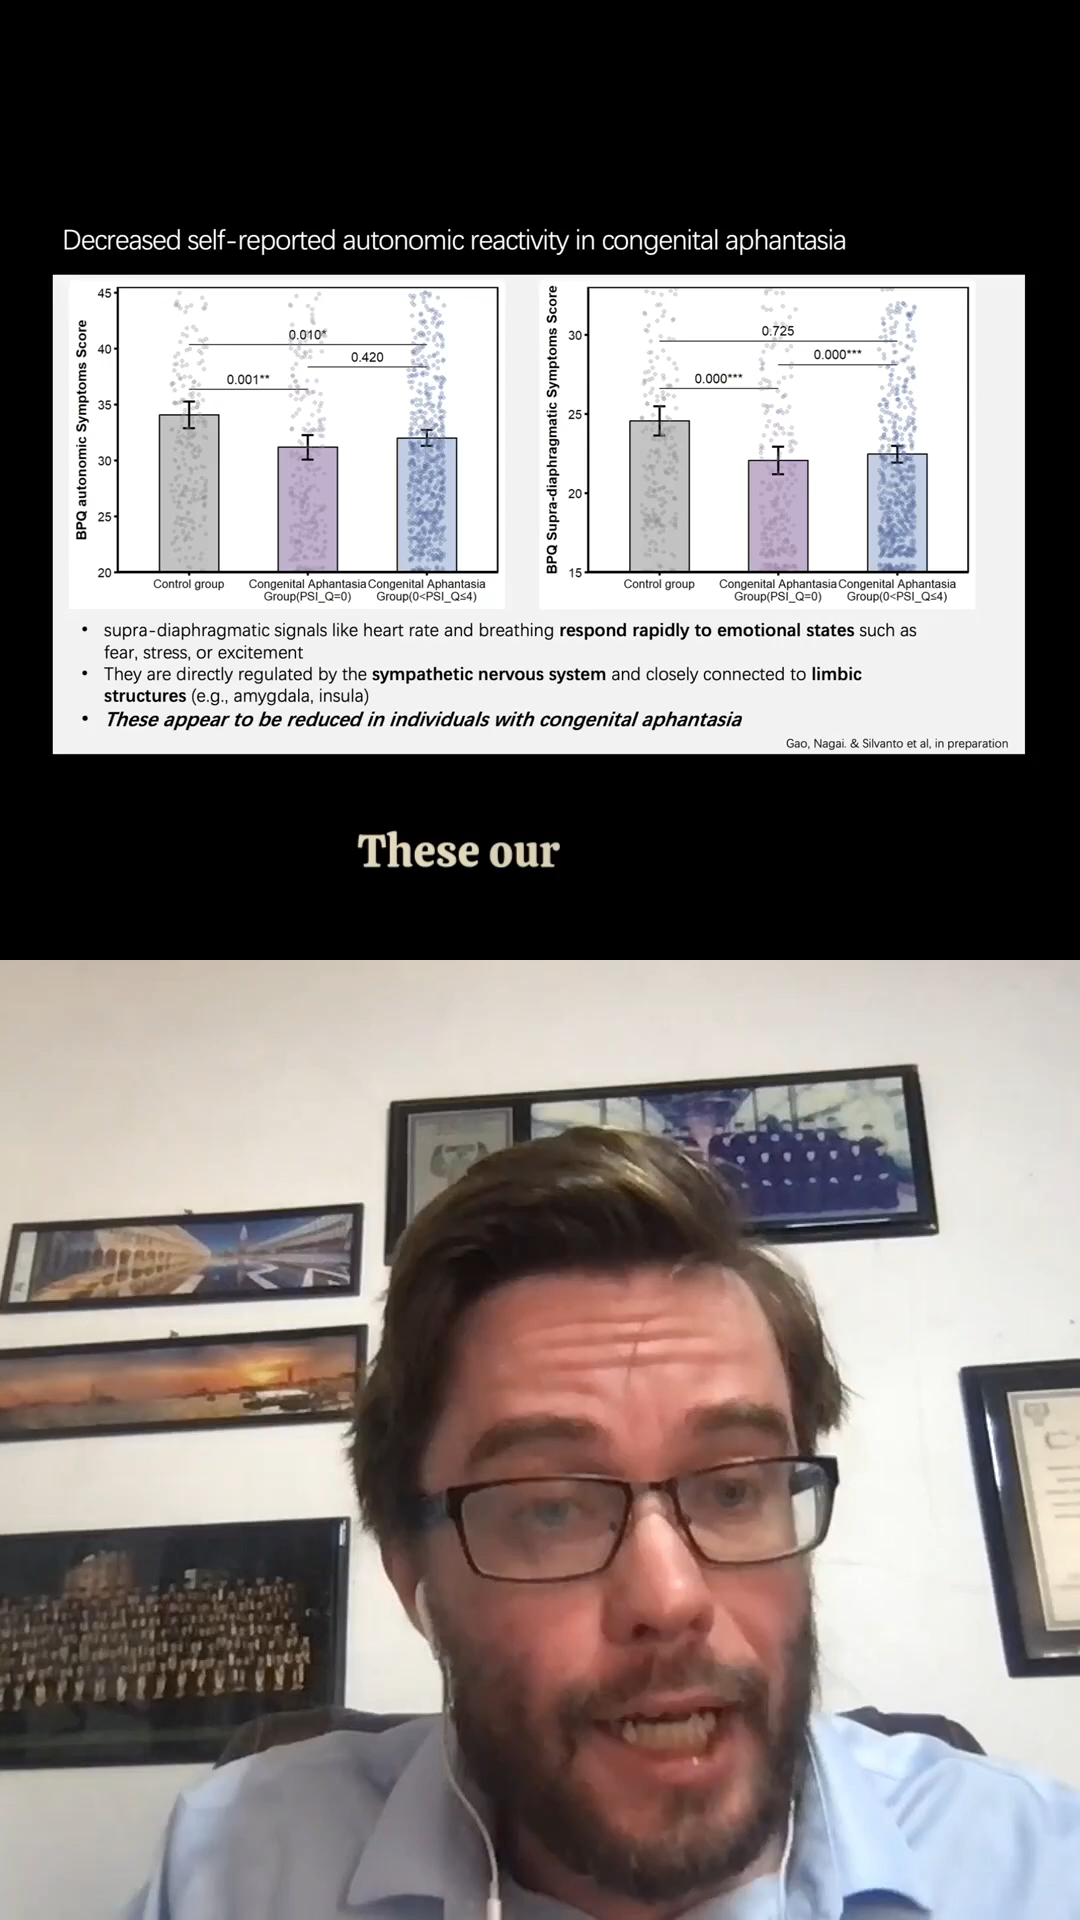 Decreased self-reported autonomic reactivity in congenital aphantasia
BPQ autonomic Symptoms Score
45
40
35
30
25
20
0.010*
0.420
0.001**
Control group
Congenital Aphantasia
Group(PSI_Q=0)
Congenital Aphantasia
Group(0<PSI_Q≤4)
BPQ Supra-diaphragmatic Symptoms Score
30
25
20
15
0.725
0.000***
0.000***
Control group
Congenital Aphantasia
Group(PSI_Q=0)
Congenital Aphantasia
Group(0<PSI_Q≤4)
• supra-diaphragmatic signals like heart rate and breathing respond rapidly to emotional states such as
fear, stress, or excitement
• They are directly regulated by the sympathetic nervous system and closely connected to limbic
structures (e.g., amygdala, insula)
• These appear to be reduced in individuals with congenital aphantasia
Gao, Nagai. & Silvanto et al, in preparation
These our